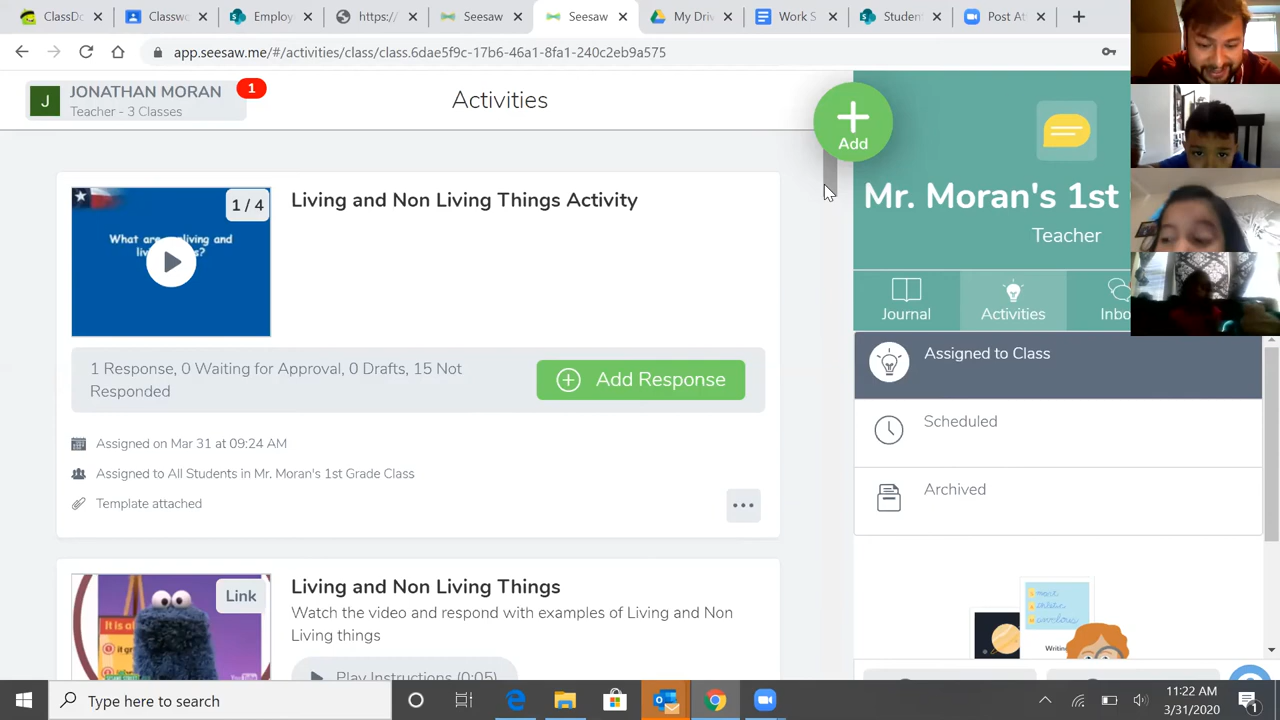 ClassDo
Classw
Employ
https:/
Seesaw
Seesaw
My Driv
Work S
Studen
Post At
app.seesaw.me/#/activities/class/class.6dae5f9c-17b6-46a1-8fa1-240c2eb9a575
J
JONATHAN MORAN
1
Teacher - 3 Classes
Activities
Add
Mr. Moran's 1st
Teacher
Journal
Activities
Inbo
Assigned to Class
Scheduled
Archived
1 / 4
Living and Non Living Things Activity
1 Response, 0 Waiting for Approval, 0 Drafts, 15 Not
Responded
Add Response
Assigned on Mar 31 at 09:24 AM
Assigned to All Students in Mr. Moran's 1st Grade Class
Template attached
Link
Living and Non Living Things
Watch the video and respond with examples of Living and Non
Living things
Play Instructions (0:05)
Type here to search
11:22 AM
3/31/2020
1